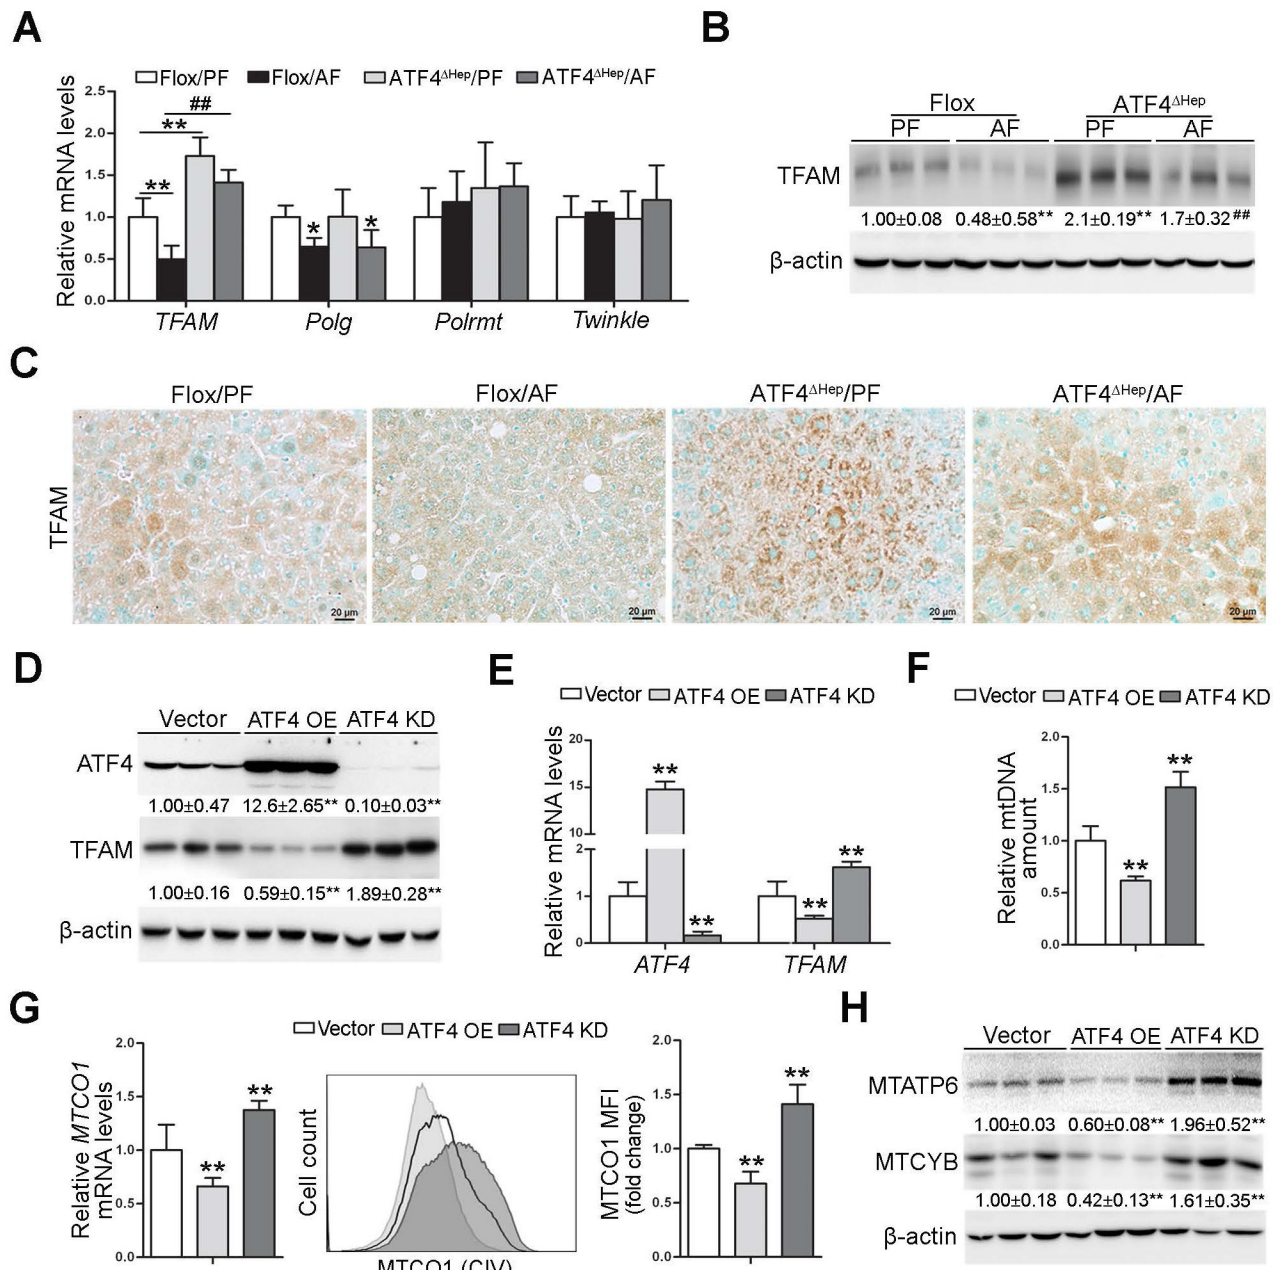 A
Flox/PF Flox/AF ATF4ΔHep/PF ATF4ΔHep/AF
Relative mRNA levels
2.5
2.0
1.5
1.0
0.5
0.0
** ** ## * *
TFAM Polg Polrmt Twinkle
B
Flox ATF4ΔHep
PF AF PF AF
TFAM
1.00±0.08 0.48±0.58** 2.1±0.19** 1.7±0.32##
β-actin
C
Flox/PF Flox/AF ATF4ΔHep/PF ATF4ΔHep/AF
TFAM
20 µm 20 µm 20 µm 20 µm
D
Vector ATF4 OE ATF4 KD
ATF4
1.00±0.47 12.6±2.65** 0.10±0.03**
TFAM
1.00±0.16 0.59±0.15** 1.89±0.28**
β-actin
E
Vector ATF4 OE ATF4 KD
Relative mRNA levels
20
15
10
2
1
0
** ** ** **
ATF4 TFAM
F
Vector ATF4 OE ATF4 KD
Relative mtDNA
amount
2.0
1.5
1.0
0.5
0.0
** **
G
Vector ATF4 OE ATF4 KD
Relative MTCO1
mRNA levels
2.0
1.5
1.0
0.5
0.0
** **
Cell count
MTCO1 (CIV)
MTCO1 MFI
(fold change)
2.0
1.5
1.0
0.5
0.0
** **
H
Vector ATF4 OE ATF4 KD
MTATP6
1.00±0.03 0.60±0.08** 1.96±0.52**
MTCYB
1.00±0.18 0.42±0.13** 1.61±0.35**
β-actin